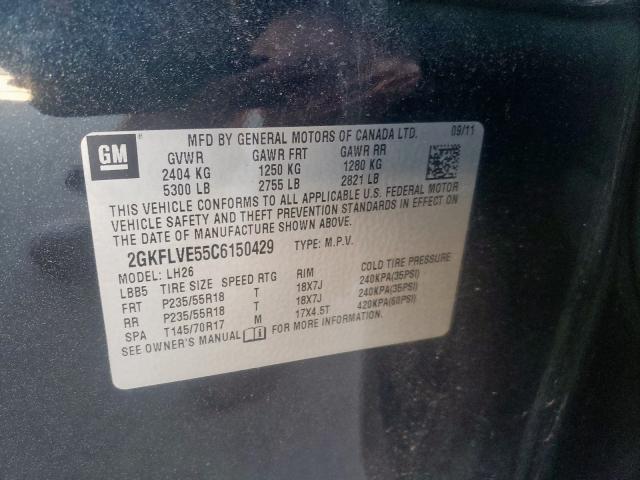 GM
MFD BY GENERAL MOTORS OF CANADA LTD. 09/11
GVWR GAWR FRT GAWR RR
2404 KG 1250 KG 1280 KG
5300 LB 2755 LB 2821 LB
THIS VEHICLE CONFORMS TO ALL APPLICABLE U.S. FEDERAL MOTOR
VEHICLE SAFETY AND THEFT PREVENTION STANDARDS IN EFFECT ON
THE DATE OF MANUFACTURE SHOWN ABOVE.
2GKFLVE55C6150429 TYPE: M.P.V.
MODEL: LH26
LBB5 TIRE SIZE SPEED RTG RIM COLD TIRE PRESSURE
FRT P235/55R18 T 18X7J 240KPA(35PSI)
RR P235/55R18 T 18X7J 240KPA(35PSI)
SPA T145/70R17 M 17X4.5T 420KPA(60PSI)
SEE OWNER'S MANUAL FOR MORE INFORMATION.